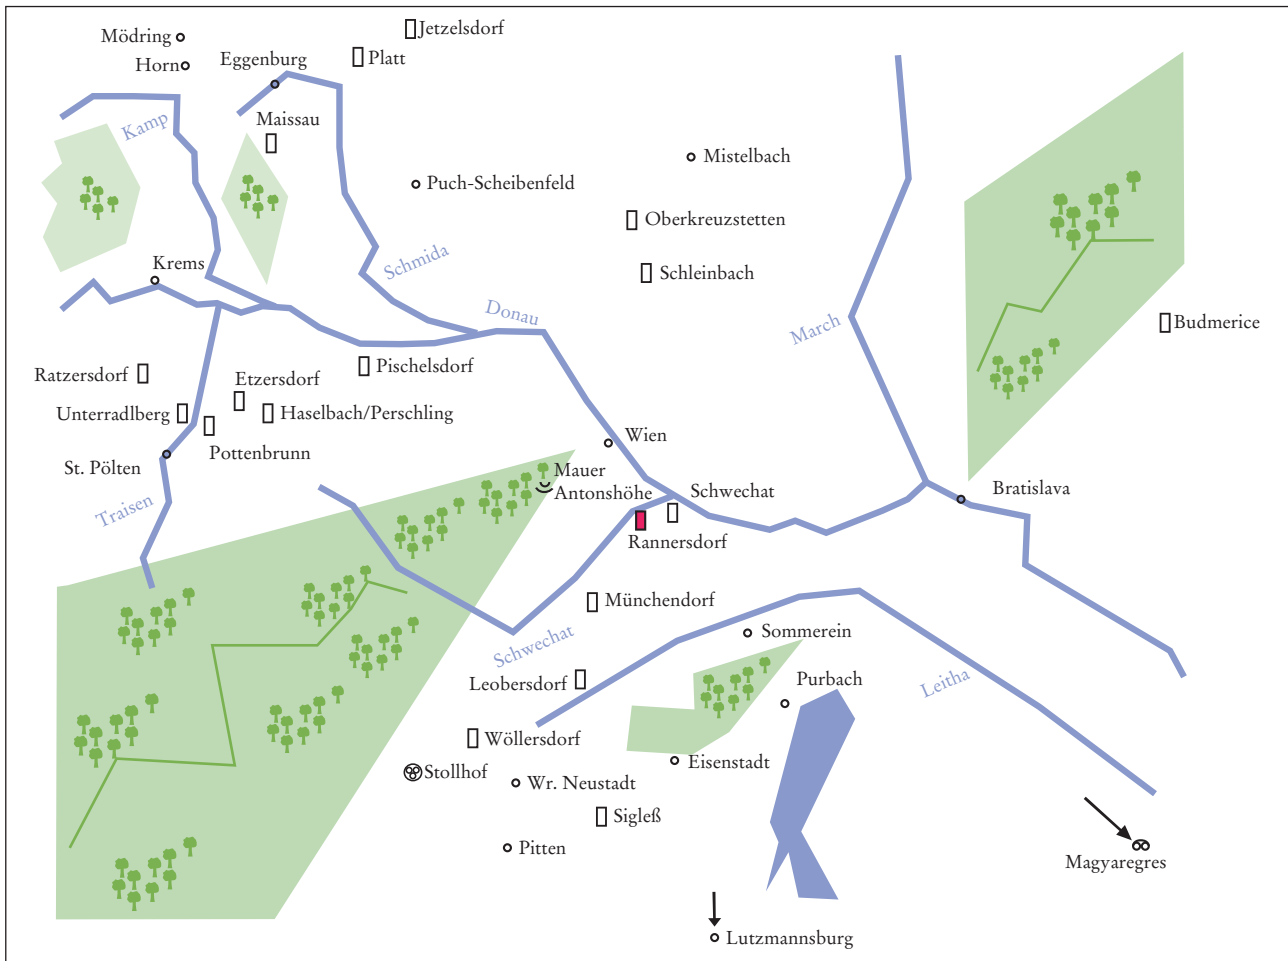 Jetzelsdorf
Mödring
Horn
Eggenburg
Platt
Kamp
Maissau
Mistelbach
Puch-Scheibenfeld
Oberkreuzstetten
Schmida
Krems
Schleinbach
Donau
March
Budmerice
Ratzersdorf
Etzersdorf
Pischelsdorf
Unterradlberg
Haselbach/Perschling
Pottenbrunn
Wien
St. Pölten
Mauer
Antonshöhe
Schwechat
Bratislava
Traisen
Rannersdorf
Münchendorf
Sommerein
Schwechat
Leobersdorf
Purbach
Leitha
Wöllersdorf
Eisenstadt
Stollhof
Wr. Neustadt
Sigleß
Pitten
Magyaregres
Lutzmannsburg